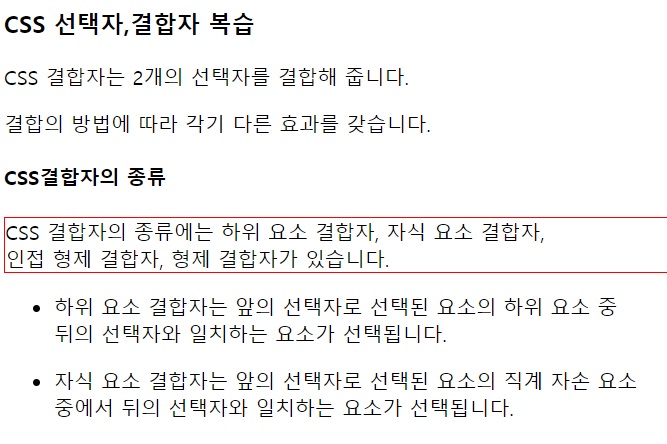 CSS 선택자,결합자 복습
CSS 결합자는 2개의 선택자를 결합해 줍니다.
결합의 방법에 따라 각기 다른 효과를 갖습니다.
CSS결합자의 종류
CSS 결합자의 종류에는 하위 요소 결합자, 자식 요소 결합자,
인접 형제 결합자, 형제 결합자가 있습니다.
• 하위 요소 결합자는 앞의 선택자로 선택된 요소의 하위 요소 중
뒤의 선택자와 일치하는 요소가 선택됩니다.
• 자식 요소 결합자는 앞의 선택자로 선택된 요소의 직계 자손 요소
중에서 뒤의 선택자와 일치하는 요소가 선택됩니다.